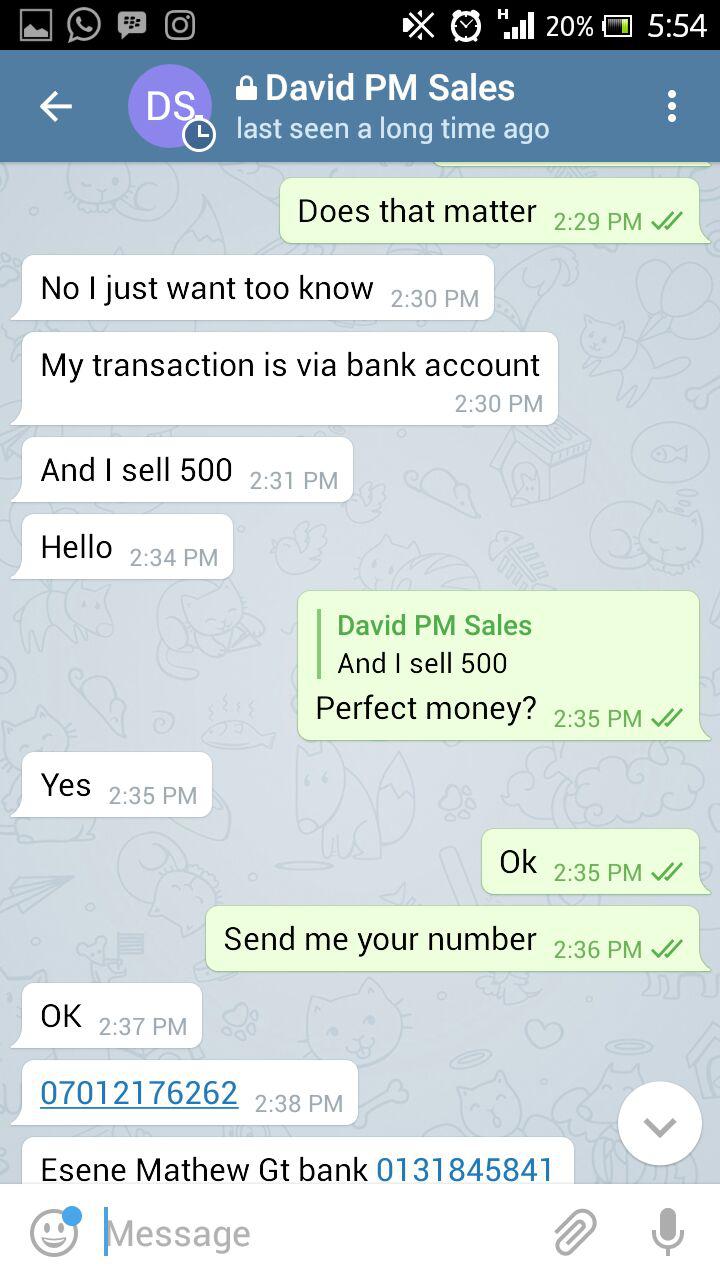 H 20% 5:54
DS David PM Sales
last seen a long time ago
Does that matter 2:29 PM
No I just want too know 2:30 PM
My transaction is via bank account
2:30 PM
And I sell 500 2:31 PM
Hello 2:34 PM
David PM Sales
And I sell 500
Perfect money? 2:35 PM
Yes 2:35 PM
Ok 2:35 PM
Send me your number 2:36 PM
OK 2:37 PM
07012176262 2:38 PM
Esene Mathew Gt bank 0131845841
Message